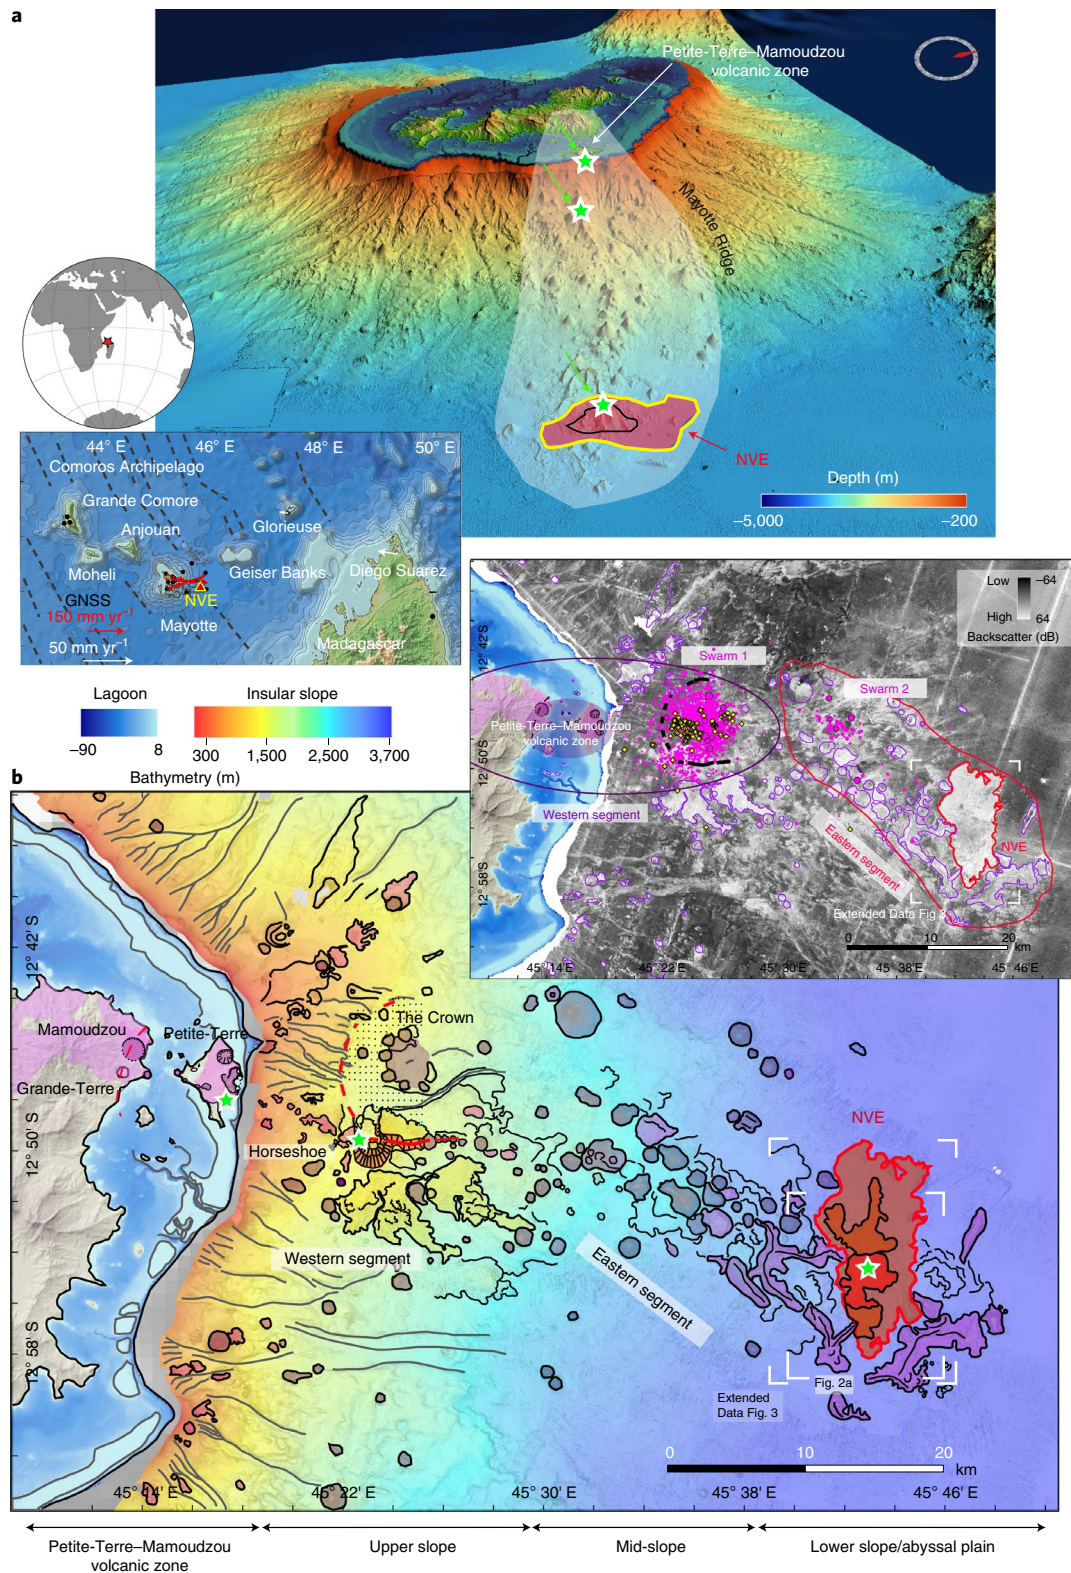 a
Petite-Terre–Mamoudzou
volcanic zone
Mayotte Ridge
NVE
Depth (m)
–5,000
–200
44° E
46° E
48° E
50° E
Comoros Archipelago
Grande Comore
Anjouan
Glorieuse
Moheli
Geiser Banks
Diego Suarez
GNSS
NVE
150 mm yr⁻¹
Mayotte
50 mm yr⁻¹
Madagascar
Low
–64
High
64
Backscatter (dB)
12° 42' S
12° 50' S
12° 58' S
Swarm 1
Swarm 2
Petite-Terre–Mamoudzou
volcanic zone
Western segment
Eastern segment
NVE
Extended Data Fig. 3
0
10
20
km
45° 14' E
45° 22' E
45° 30' E
45° 38' E
45° 46' E
Lagoon
Insular slope
–90
8
300
1,500
2,500
3,700
Bathymetry (m)
b
12° 42' S
12° 50' S
12° 58' S
Mamoudzou
Petite-Terre
Grande-Terre
The Crown
Horseshoe
NVE
Western segment
Eastern segment
Fig. 2a
Extended
Data Fig. 3
0
10
20
km
45° 14' E
45° 22' E
45° 30' E
45° 38' E
45° 46' E
Petite-Terre–Mamoudzou
volcanic zone
Upper slope
Mid-slope
Lower slope/abyssal plain